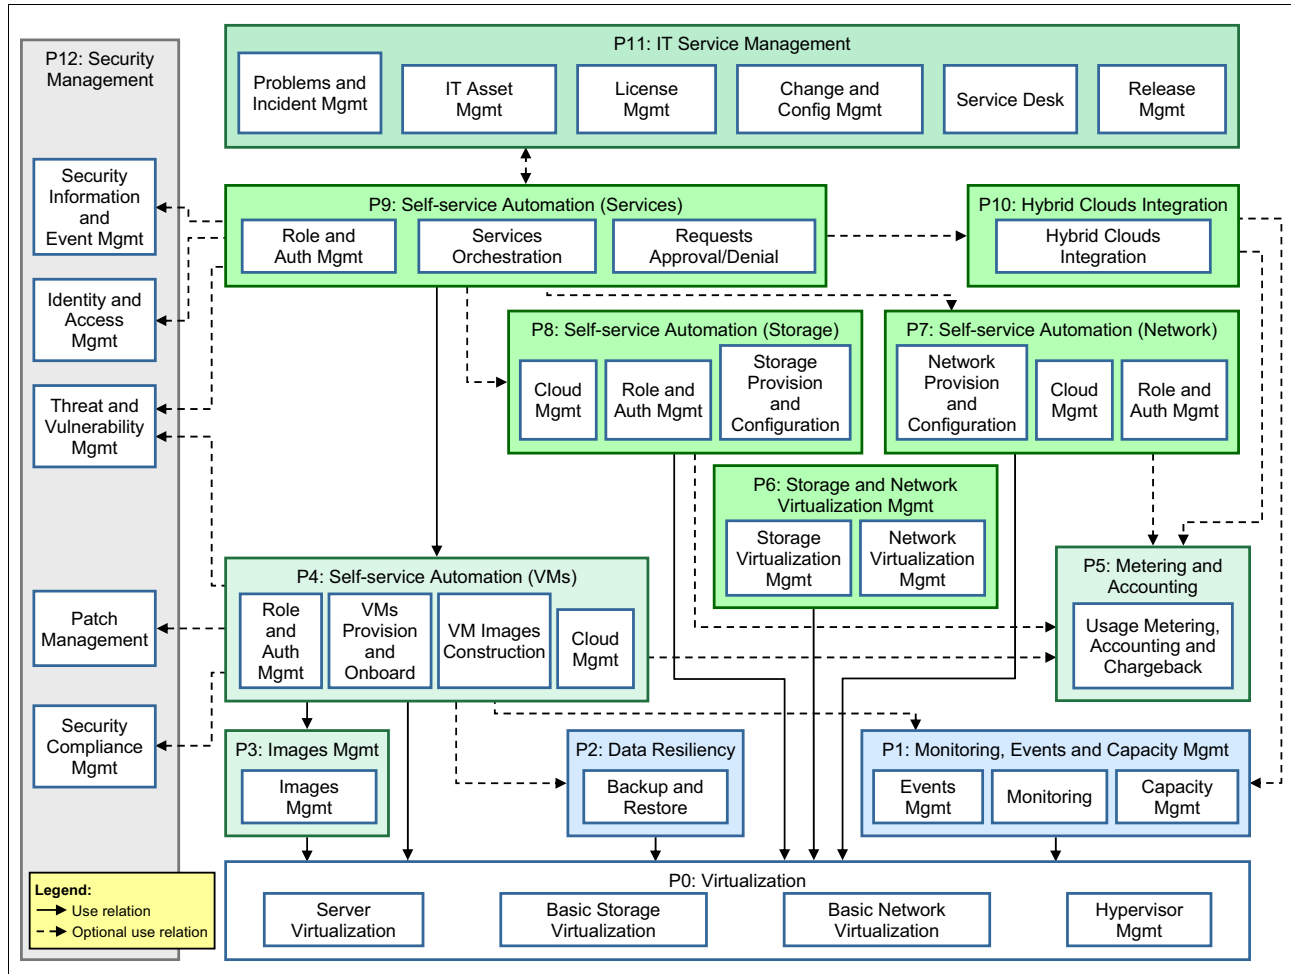 P12: Security
Management
Security
Information
and
Event Mgmt
Identity and
Access
Mgmt
Threat and
Vulnerability
Mgmt
Patch
Management
Security
Compliance
Mgmt
P11: IT Service Management
Problems and
Incident Mgmt
IT Asset
Mgmt
License
Mgmt
Change and
Config Mgmt
Service Desk
Release
Mgmt
P9: Self-service Automation (Services)
Role and
Auth Mgmt
Services
Orchestration
Requests
Approval/Denial
P10: Hybrid Clouds Integration
Hybrid Clouds
Integration
P8: Self-service Automation (Storage)
Cloud
Mgmt
Role and
Auth Mgmt
Storage
Provision
and
Configuration
P7: Self-service Automation (Network)
Network
Provision
and
Configuration
Cloud
Mgmt
Role and
Auth Mgmt
P6: Storage and Network
Virtualization Mgmt
Storage
Virtualization
Mgmt
Network
Virtualization
Mgmt
P4: Self-service Automation (VMs)
Role
and
Auth
Mgmt
VMs
Provision
and
Onboard
VM Images
Construction
Cloud
Mgmt
P5: Metering and
Accounting
Usage Metering,
Accounting and
Chargeback
P3: Images Mgmt
Images
Mgmt
P2: Data Resiliency
Backup and
Restore
P1: Monitoring, Events and Capacity Mgmt
Events
Mgmt
Monitoring
Capacity
Mgmt
P0: Virtualization
Server
Virtualization
Basic Storage
Virtualization
Basic Network
Virtualization
Hypervisor
Mgmt
Legend:
Use relation
Optional use relation